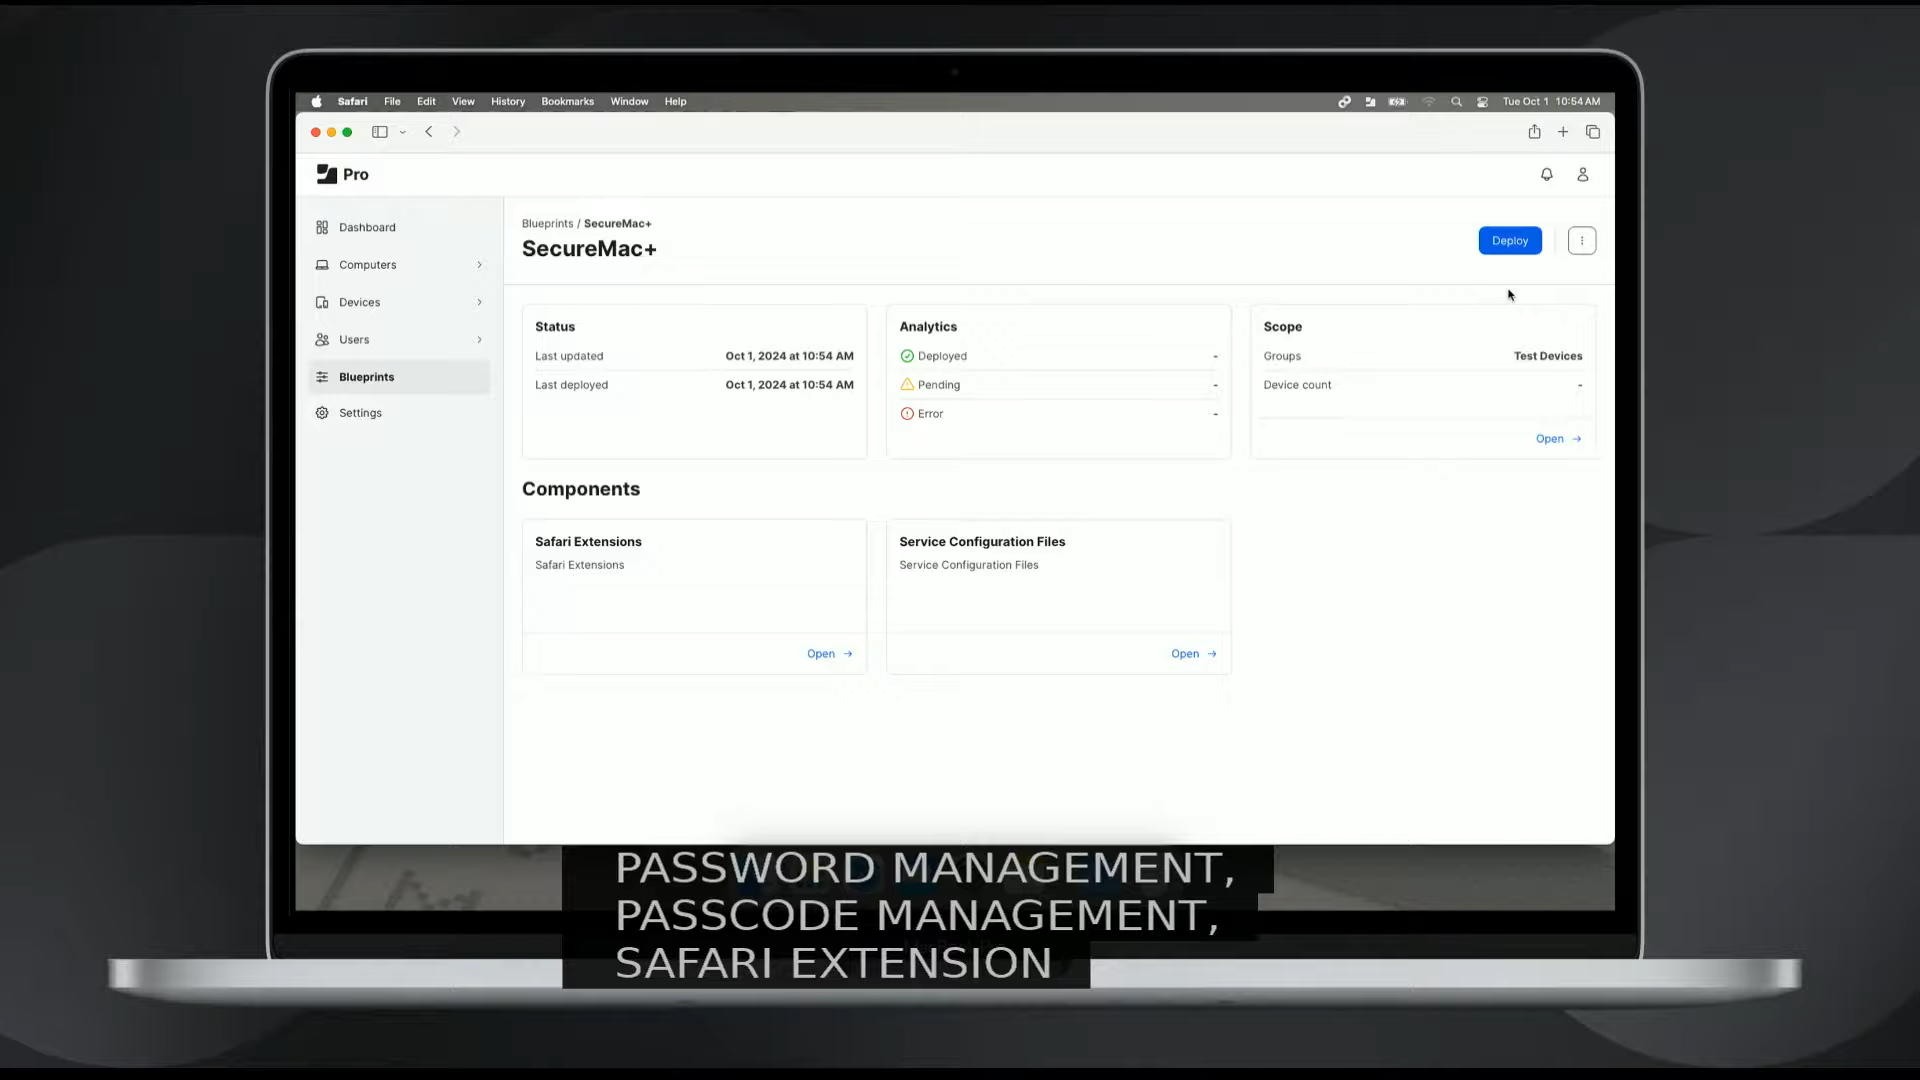 Safari File Edit View History Bookmarks Window Help Tue Oct 1 10:54 AM
Pro
Dashboard
Computers
Devices
Users
Blueprints
Settings
Blueprints / SecureMac+
SecureMac+
Deploy
Status
Last updated Oct 1, 2024 at 10:54 AM
Last deployed Oct 1, 2024 at 10:54 AM
Analytics
Deployed -
Pending -
Error -
Scope
Groups Test Devices
Device count -
Open →
Components
Safari Extensions
Safari Extensions
Open →
Service Configuration Files
Service Configuration Files
Open →
PASSWORD MANAGEMENT,
PASSCODE MANAGEMENT,
SAFARI EXTENSION